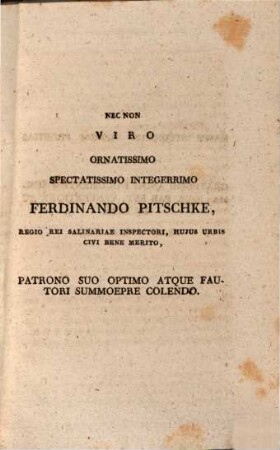 NEC NON
VIRO
ORNATISSIMO
SPECTATISSIMO INTEGERRIMO
FERDINANDO PITSCHKE,
REGIO REI SALINARIAE INSPECTORI, HUJUS URBIS
CIVI BENE MERITO,
PATRONO SUO OPTIMO ATQUE FAU-
TORI SUMMOEPRE COLENDO.